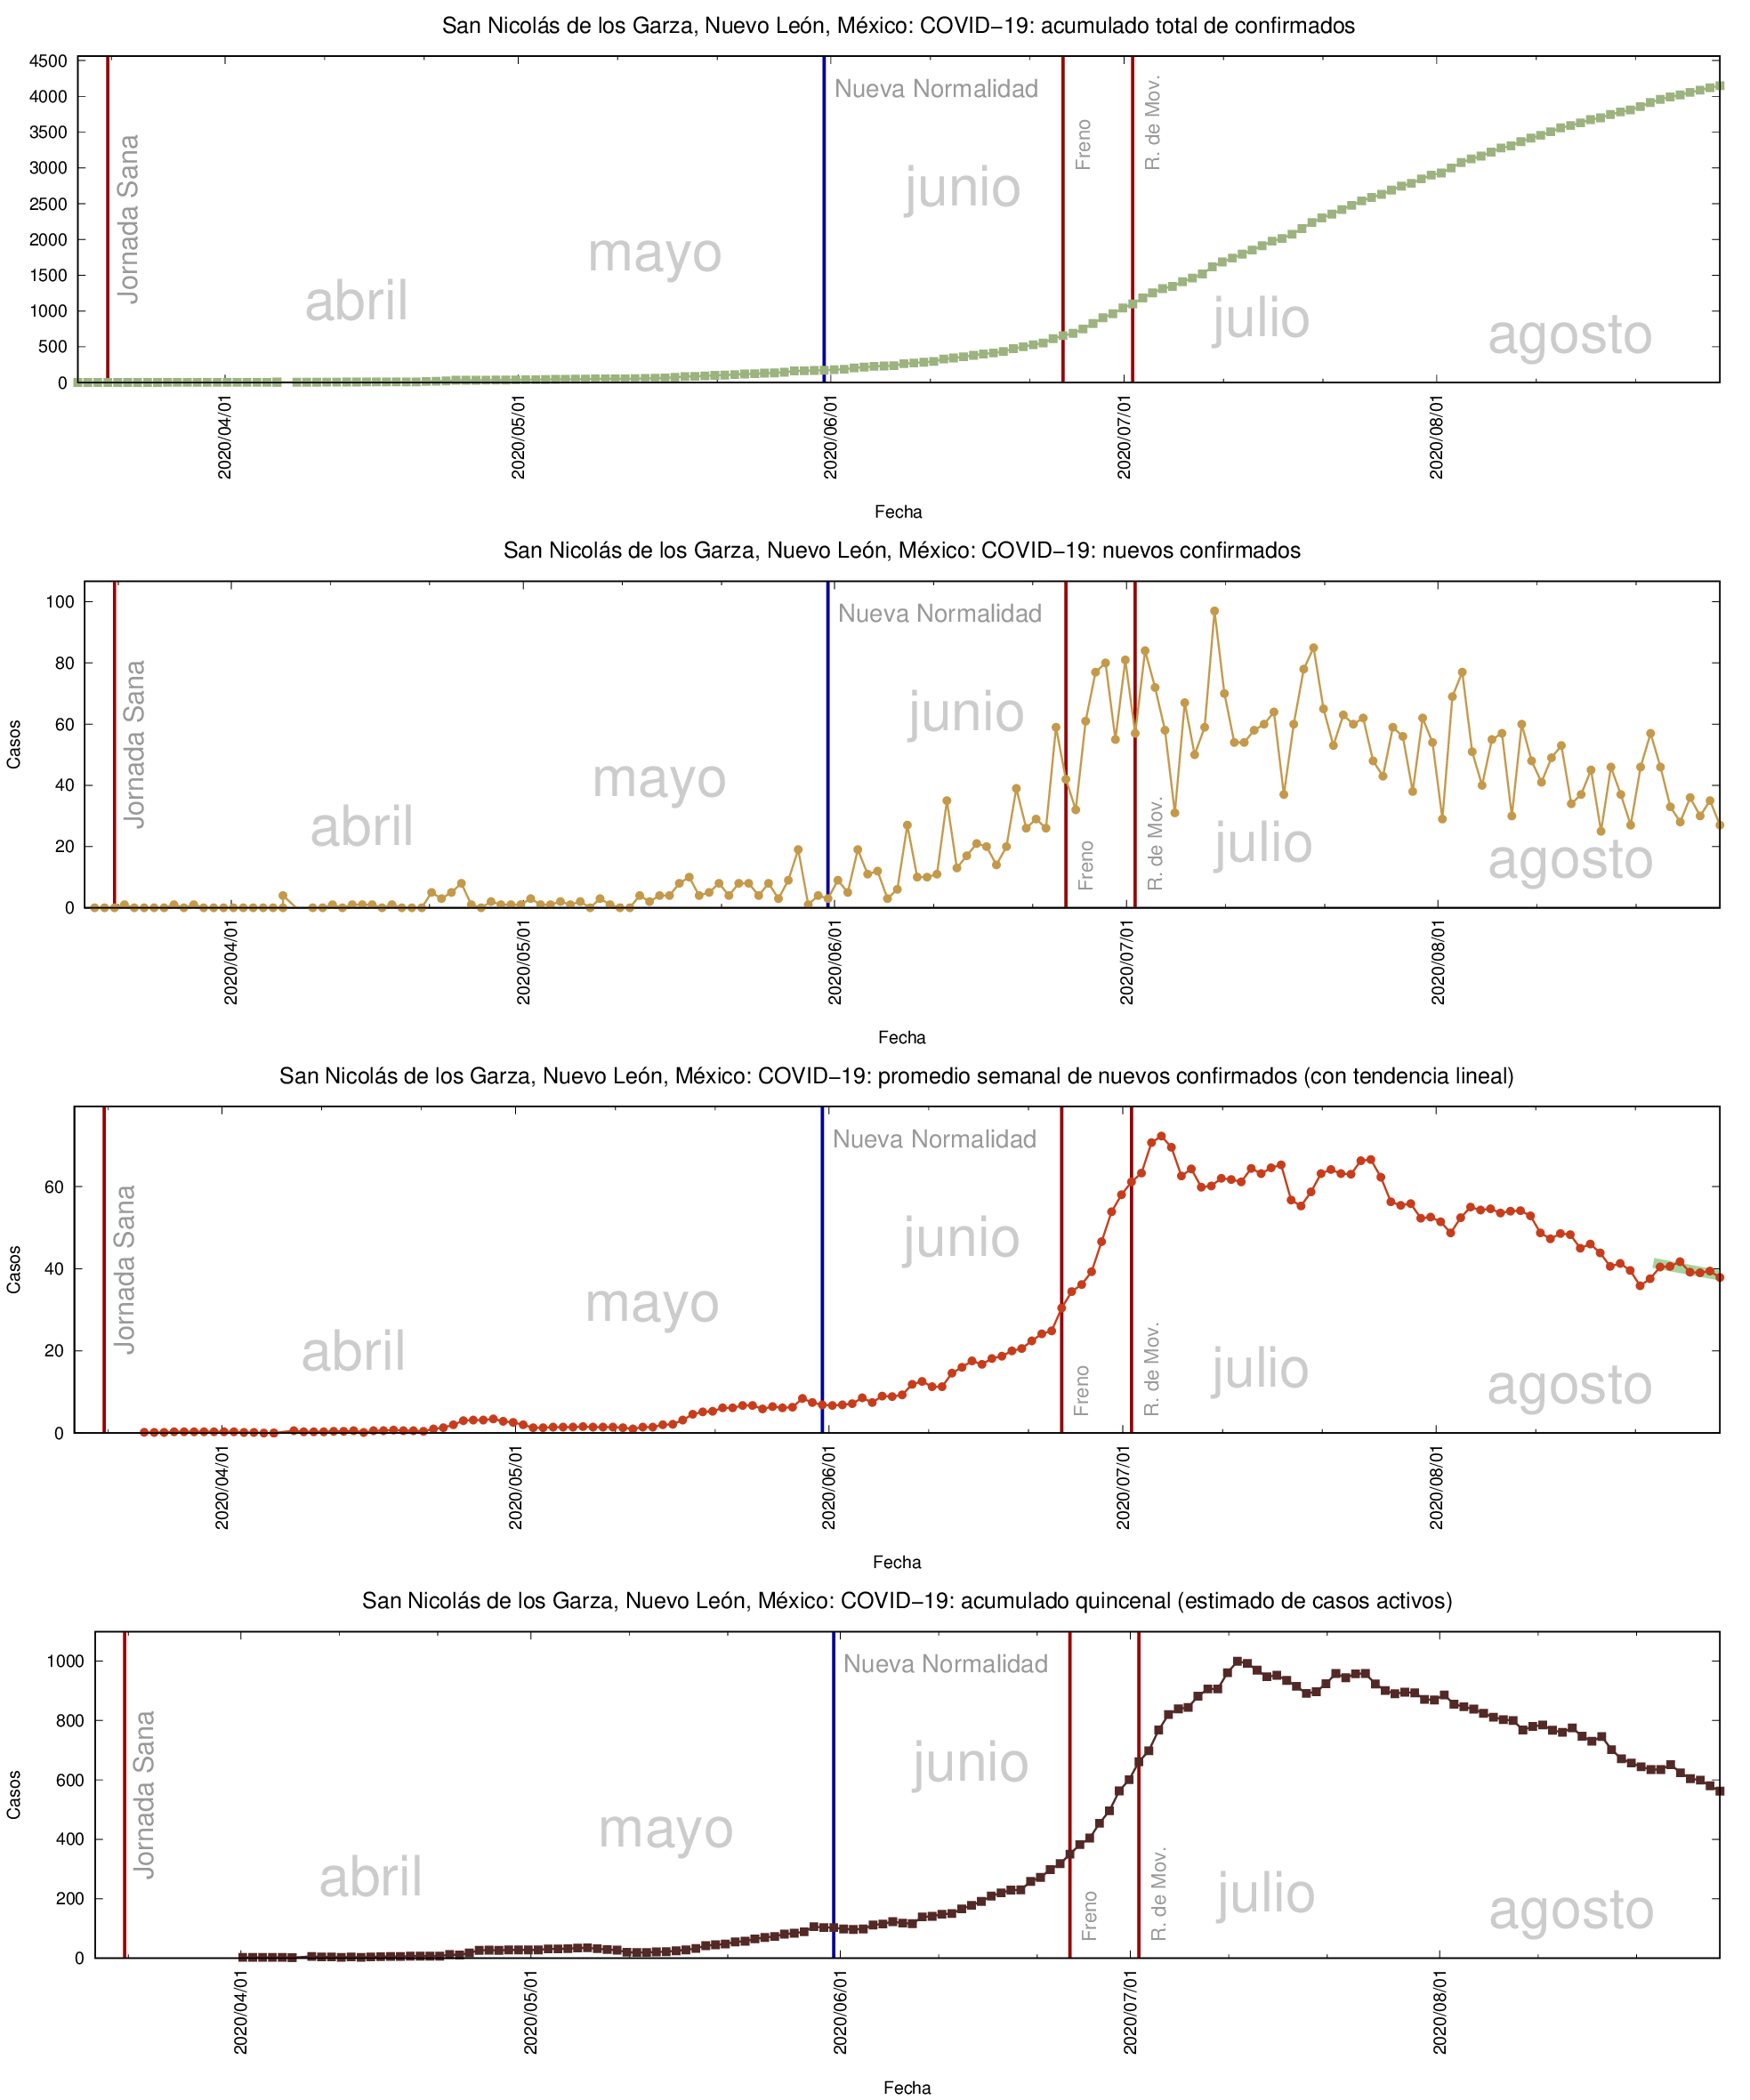 San Nicolás de los Garza, Nuevo León, México: COVID−19: acumulado total de confirmados
4500
4000
3500
3000
2500
2000
1500
1000
500
0
Jornada Sana
abril
mayo
Nueva Normalidad
junio
Freno
R. de Mov.
julio
agosto
2020/04/01
2020/05/01
2020/06/01
2020/07/01
2020/08/01
Fecha
San Nicolás de los Garza, Nuevo León, México: COVID−19: nuevos confirmados
Casos
100
80
60
40
20
0
Jornada Sana
abril
mayo
Nueva Normalidad
junio
Freno
R. de Mov.
julio
agosto
2020/04/01
2020/05/01
2020/06/01
2020/07/01
2020/08/01
Fecha
San Nicolás de los Garza, Nuevo León, México: COVID−19: promedio semanal de nuevos confirmados (con tendencia lineal)
Casos
60
40
20
0
Jornada Sana
abril
mayo
Nueva Normalidad
junio
Freno
R. de Mov.
julio
agosto
2020/04/01
2020/05/01
2020/06/01
2020/07/01
2020/08/01
Fecha
San Nicolás de los Garza, Nuevo León, México: COVID−19: acumulado quincenal (estimado de casos activos)
Casos
1000
800
600
400
200
0
Jornada Sana
abril
mayo
Nueva Normalidad
junio
Freno
R. de Mov.
julio
agosto
2020/04/01
2020/05/01
2020/06/01
2020/07/01
2020/08/01
Fecha